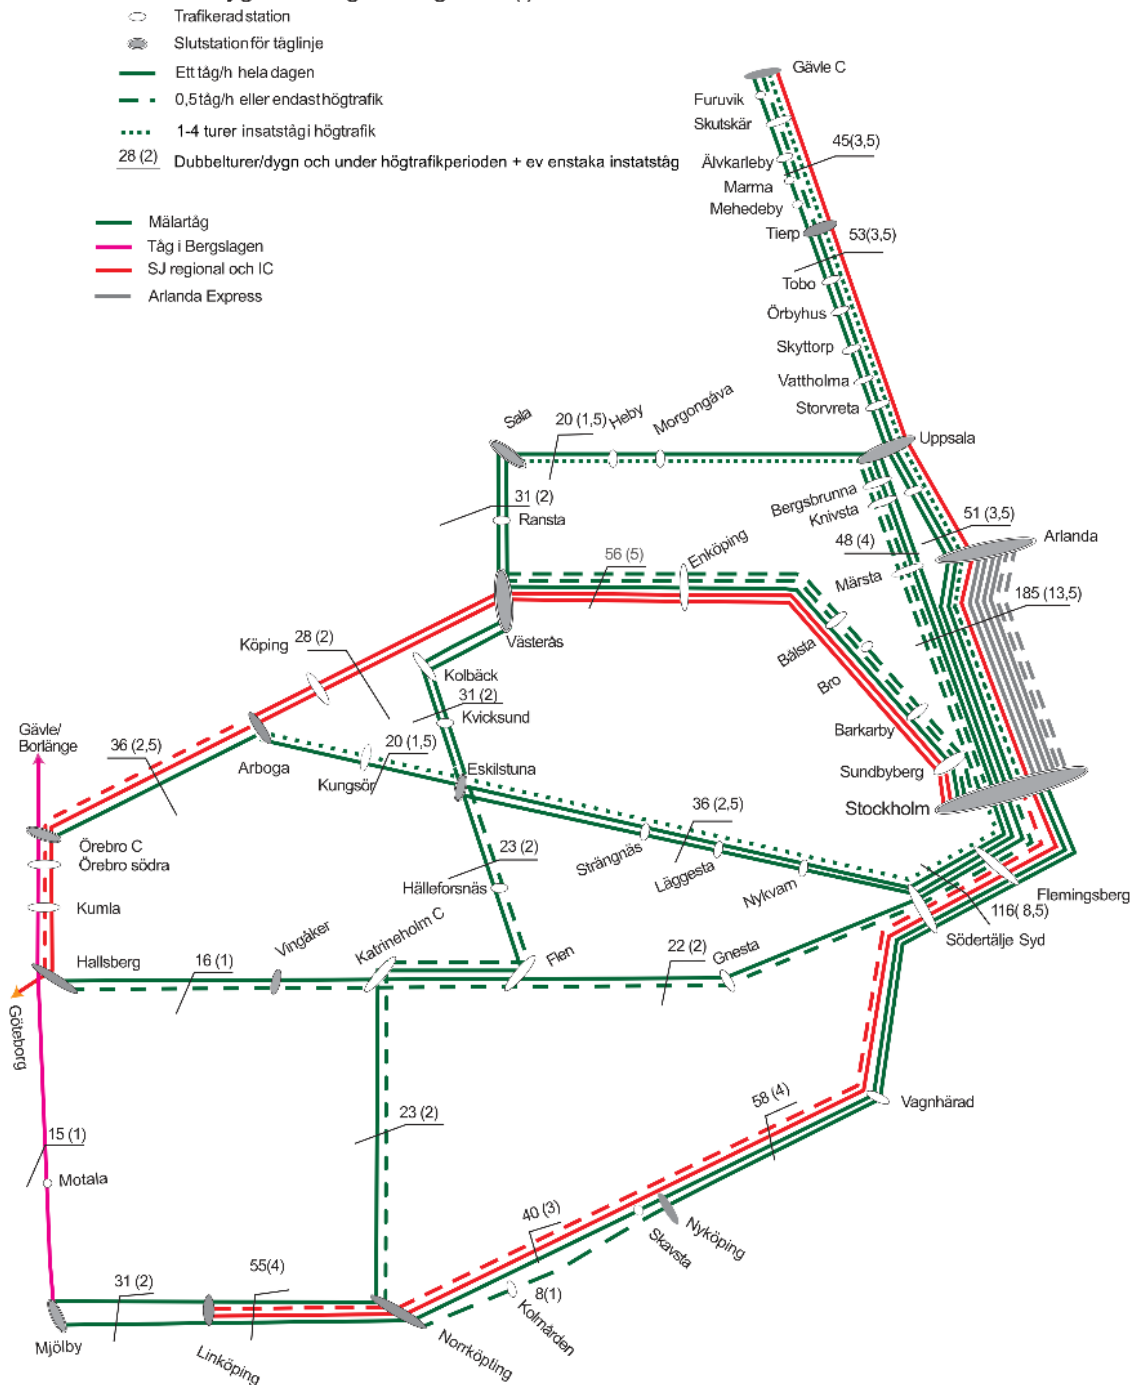 Trafikerad station
Slutstation för tåglinje
Ett tåg/h hela dagen
0,5 tåg/h eller endast högtrafik
1-4 turer insatståg i högtrafik
28 (2) Dubbelturer/dygn och under högtrafikperioden + ev enstaka instatståg
Mälartåg
Tåg i Bergslagen
SJ regional och IC
Arlanda Express
Gävle C
Furuvik
Skutskär
45(3,5)
Älvkarleby
Marma
Mehedeby
Tierp
53(3,5)
Tobo
Örbyhus
Skyttorp
Vattholma
Storvreta
Uppsala
Sala
20 (1,5)
Heby
Morgongåva
31 (2)
Ransta
Bergsbrunna
Knivsta
51 (3,5)
48 (4)
Arlanda
Märsta
185 (13,5)
56 (5)
Enköping
Västerås
Köping
28 (2)
Kolbäck
31 (2)
Kvicksund
Bålsta
Bro
Barkarby
Sundbyberg
Stockholm
Gävle/
Borlänge
36 (2,5)
Arboga
20 (1,5)
Kungsör
Eskilstuna
36 (2,5)
Strängnäs
Läggesta
Nykvarn
Örebro C
Örebro södra
Kumla
Hallsberg
23 (2)
Hälleforsnäs
Flemingsberg
116( 8,5)
Södertälje Syd
Vingåker
Katrineholm C
Flen
Gnesta
16 (1)
22 (2)
Göteborg
23 (2)
58 (4)
Vagnhärad
15 (1)
Motala
40 (3)
Skavsta
Nyköping
31 (2)
55(4)
8(1)
Kolmården
Mjölby
Linköping
Norrköpting